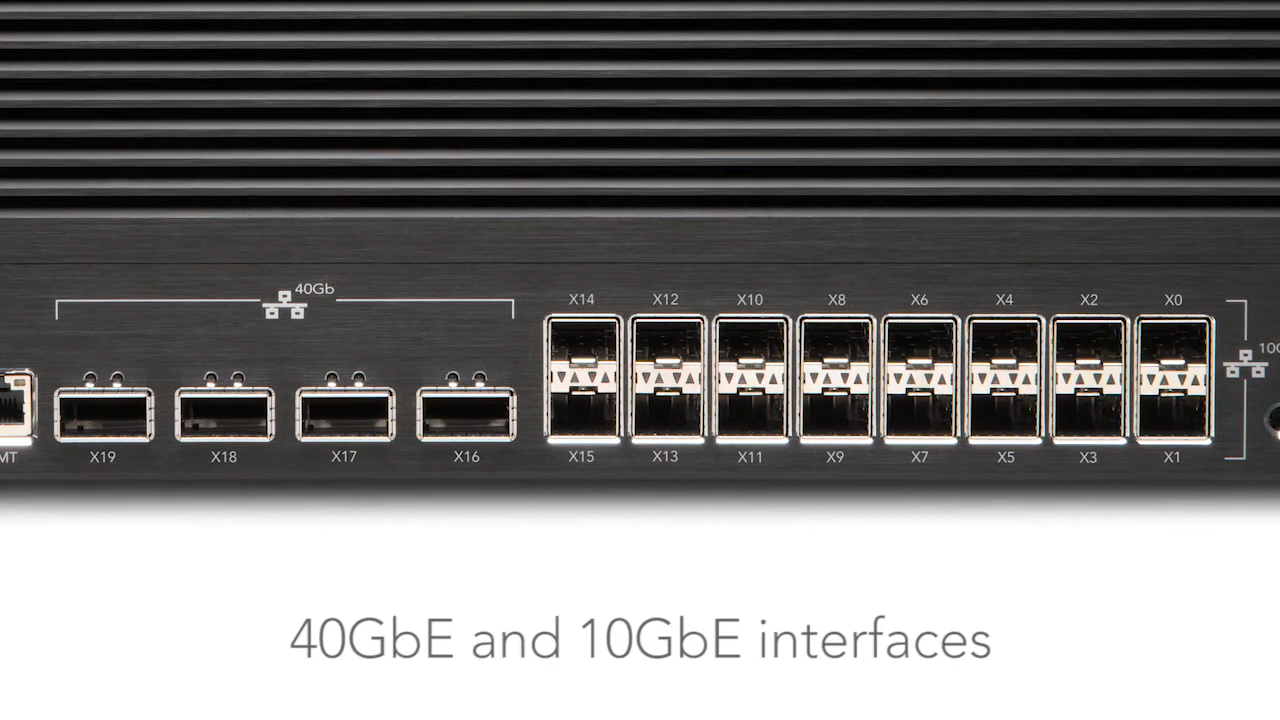 40Gb
X14 X12 X10 X8 X6 X4 X2 X0
X19 X18 X17 X16 X15 X13 X11 X9 X7 X5 X3 X1
40GbE and 10GbE interfaces